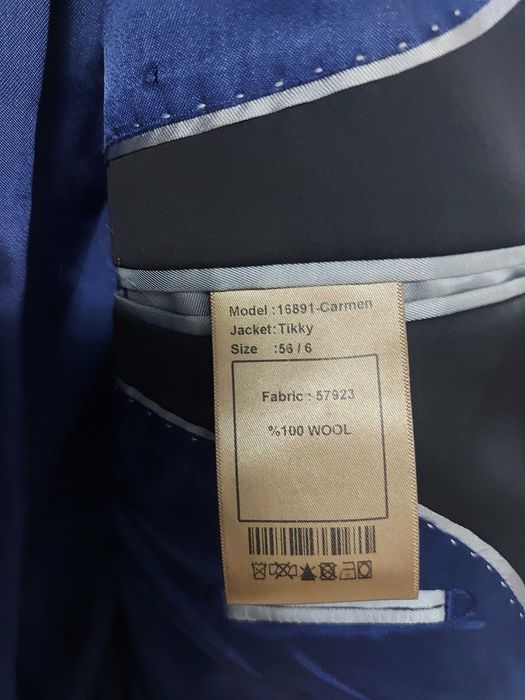 Model :16891-Carmen
Jacket:Tikky
Size :56 / 6
Fabric : 57923
%100 WOOL